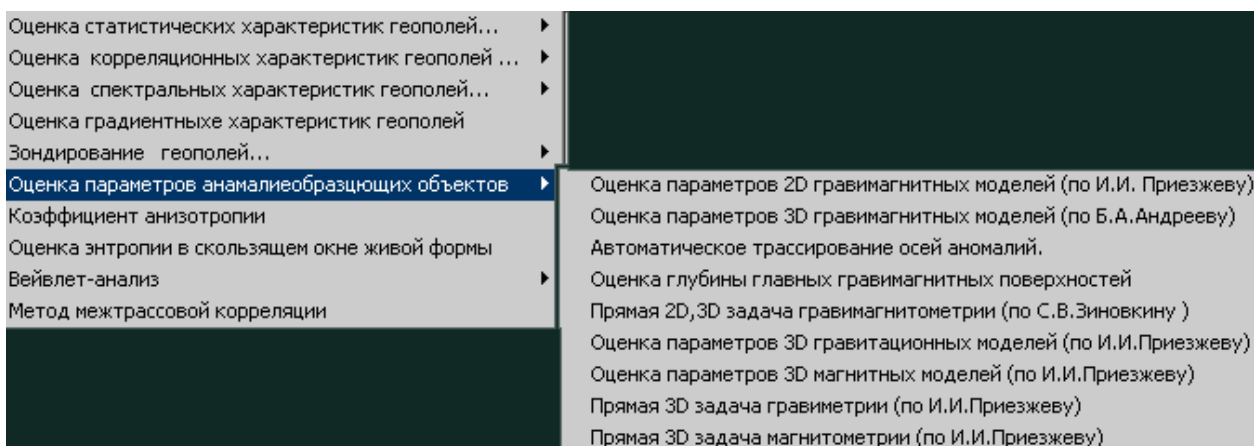 Оценка статистических характеристик геополей...
Оценка корреляционных характеристик геополей ...
Оценка спектральных характеристик геополей...
Оценка градиентныхе характеристик геополей
Зондирование геополей...
Оценка параметров анамалиеобразцющих объектов
Коэффициент анизотропии
Оценка энтропии в скользящем окне живой формы
Вейвлет-анализ
Метод межтрассовой корреляции
Оценка параметров 2D гравимагнитных моделей (по И.И. Приезжеву)
Оценка параметров 3D гравимагнитных моделей (по Б.А.Андрееву)
Автоматическое трассирование осей аномалий.
Оценка глубины главных гравимагнитных поверхностей
Прямая 2D,3D задача гравимагнитометрии (по С.В.Зиновкину )
Оценка параметров 3D гравитационных моделей (по И.И.Приезжеву)
Оценка параметров 3D магнитных моделей (по И.И.Приезжеву)
Прямая 3D задача гравиметрии (по И.И.Приезжеву)
Прямая 3D задача магнитометрии (по И.И.Приезжеву)